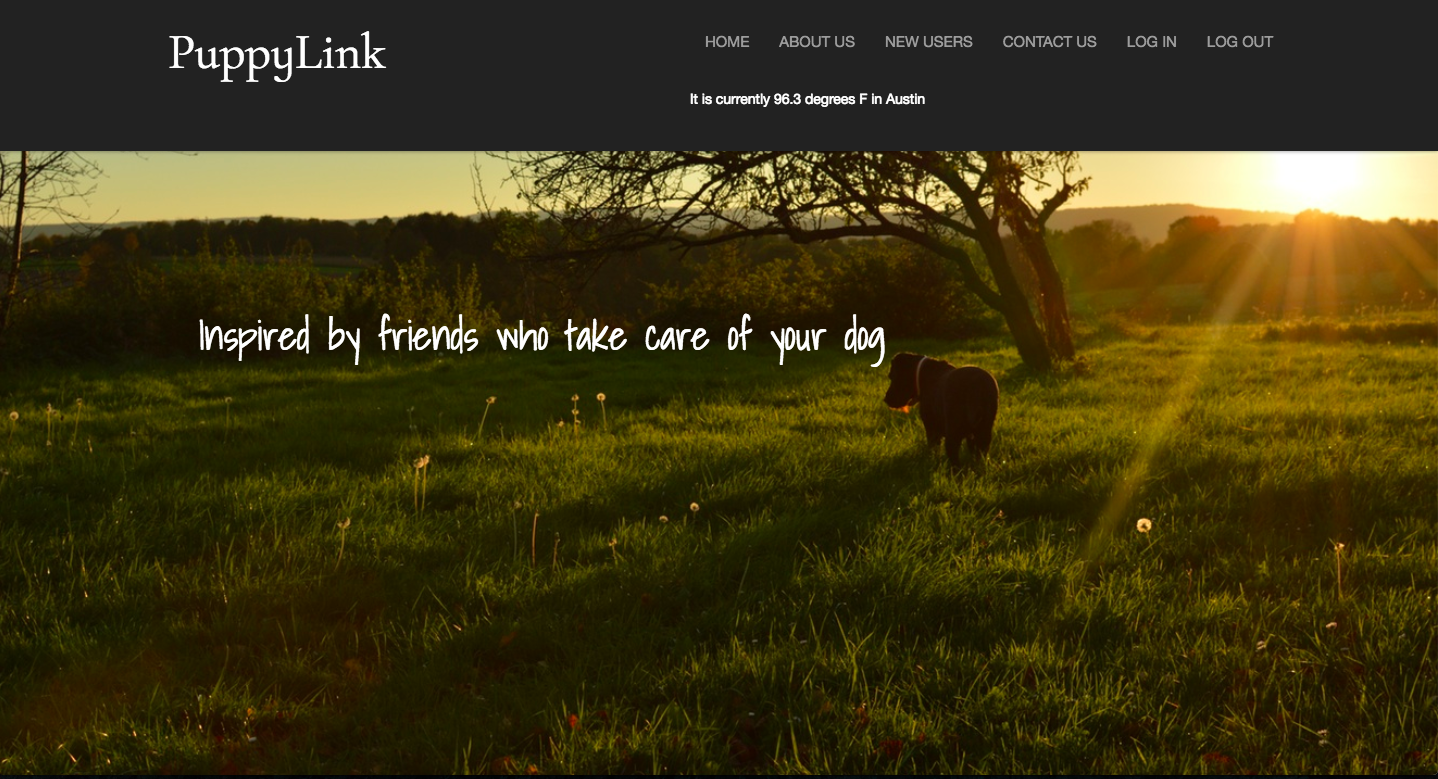 PuppyLink
HOME ABOUT US NEW USERS CONTACT US LOG IN LOG OUT
It is currently 96.3 degrees F in Austin
Inspired by friends who take care of your dog